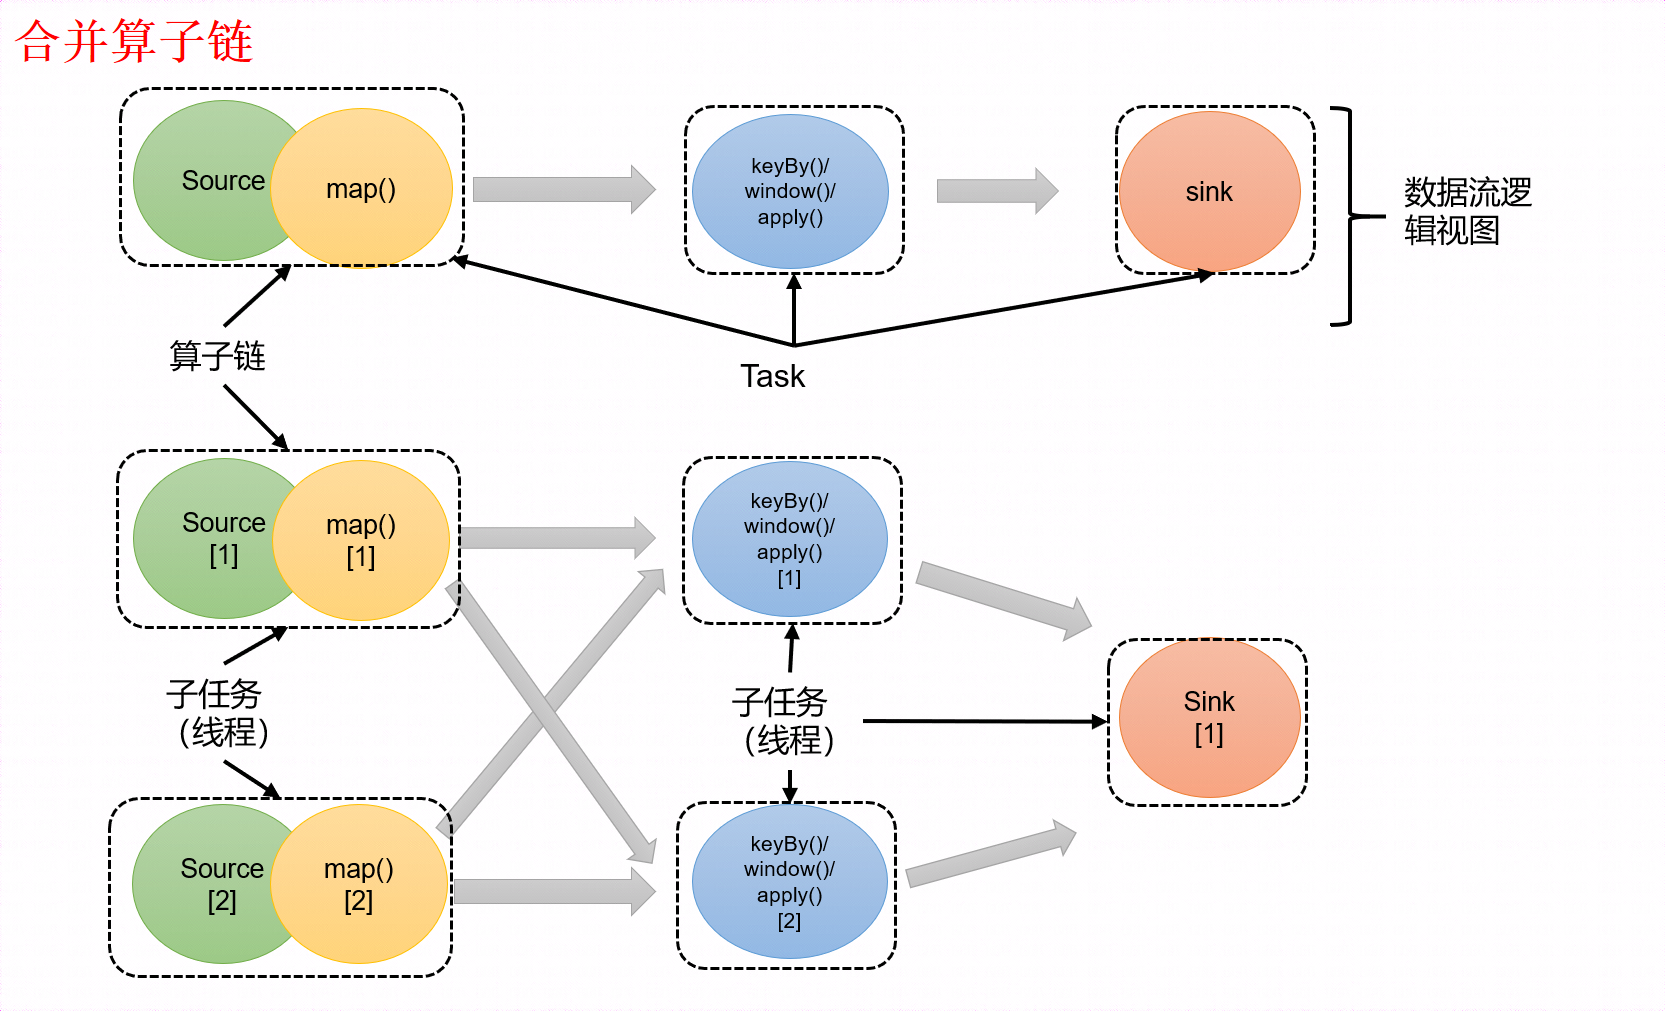 合并算子链
Source
map()
keyBy()/
window()/
apply()
sink
数据流逻
辑视图
算子链
Task
Source
[1]
map()
[1]
keyBy()/
window()/
apply()
[1]
子任务
（线程）
子任务
（线程）
Sink
[1]
Source
[2]
map()
[2]
keyBy()/
window()/
apply()
[2]